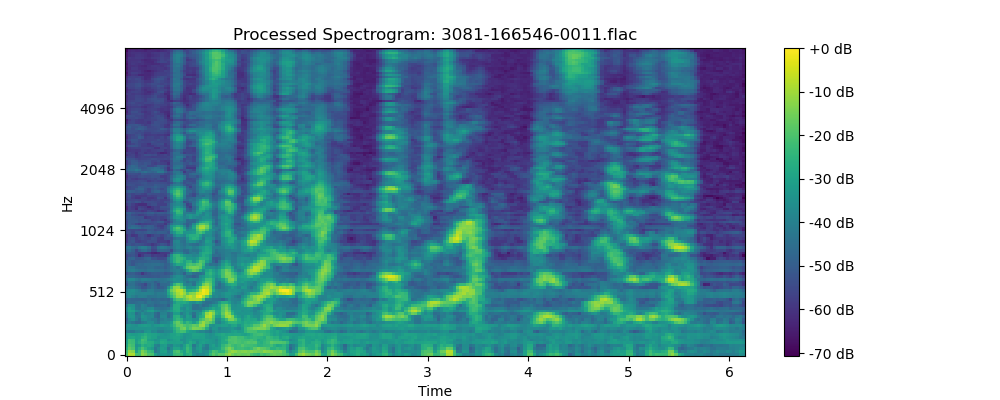 Processed Spectrogram: 3081-166546-0011.flac
Hz
4096
2048
1024
512
0
0 1 2 3 4 5 6
Time
+0 dB
-10 dB
-20 dB
-30 dB
-40 dB
-50 dB
-60 dB
-70 dB